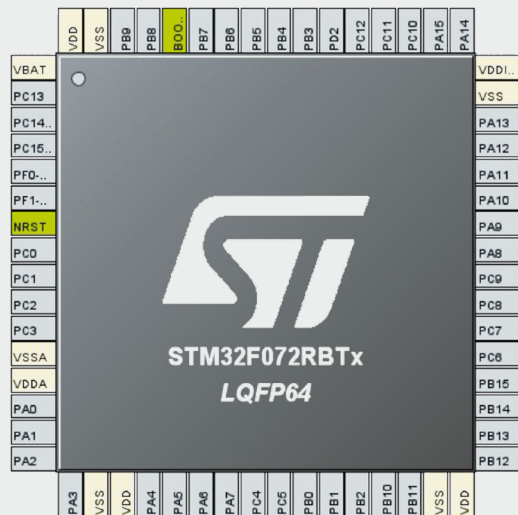 VDD VSS PB9 PB8 BOO... PB7 PB6 PB5 PB4 PB3 PD2 PC12 PC11 PC10 PA15 PA14
VBAT
PC13
PC14..
PC15..
PF0-..
PF1-..
NRST
PC0
PC1
PC2
PC3
VSSA
VDDA
PA0
PA1
PA2
ST
STM32F072RBTx
LQFP64
VDDI..
VSS
PA13
PA12
PA11
PA10
PA9
PA8
PC9
PC8
PC7
PC6
PB15
PB14
PB13
PB12
PA3 VSS VDD PA4 PA5 PA6 PA7 PC4 PC5 PB0 PB1 PB2 PB10 PB11 VSS VDD